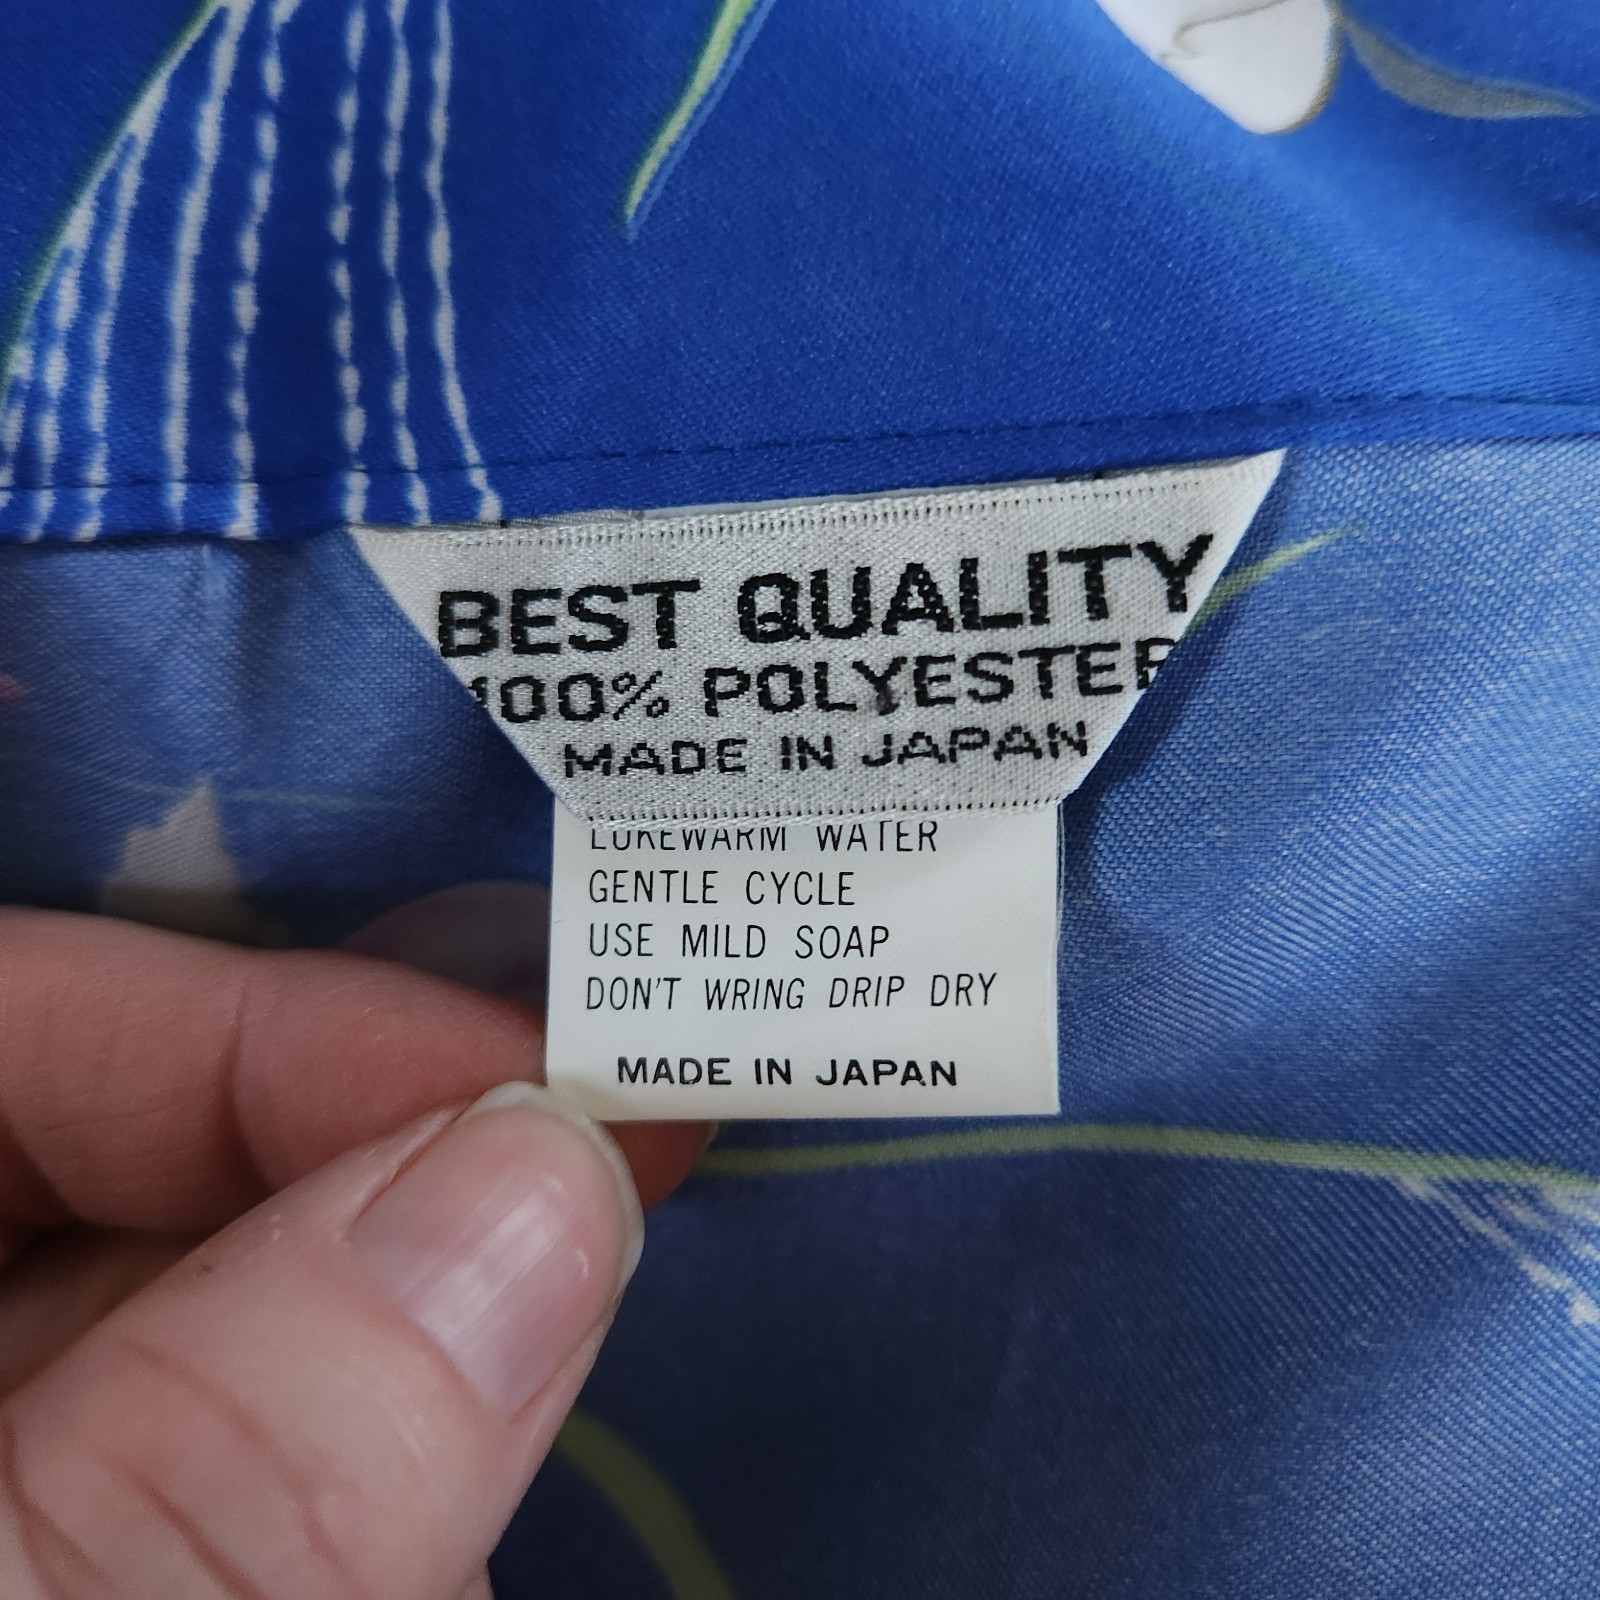 BEST QUALITY
100% POLYESTER
MADE IN JAPAN
LUKEWARM WATER
GENTLE CYCLE
USE MILD SOAP
DON'T WRING DRIP DRY
MADE IN JAPAN